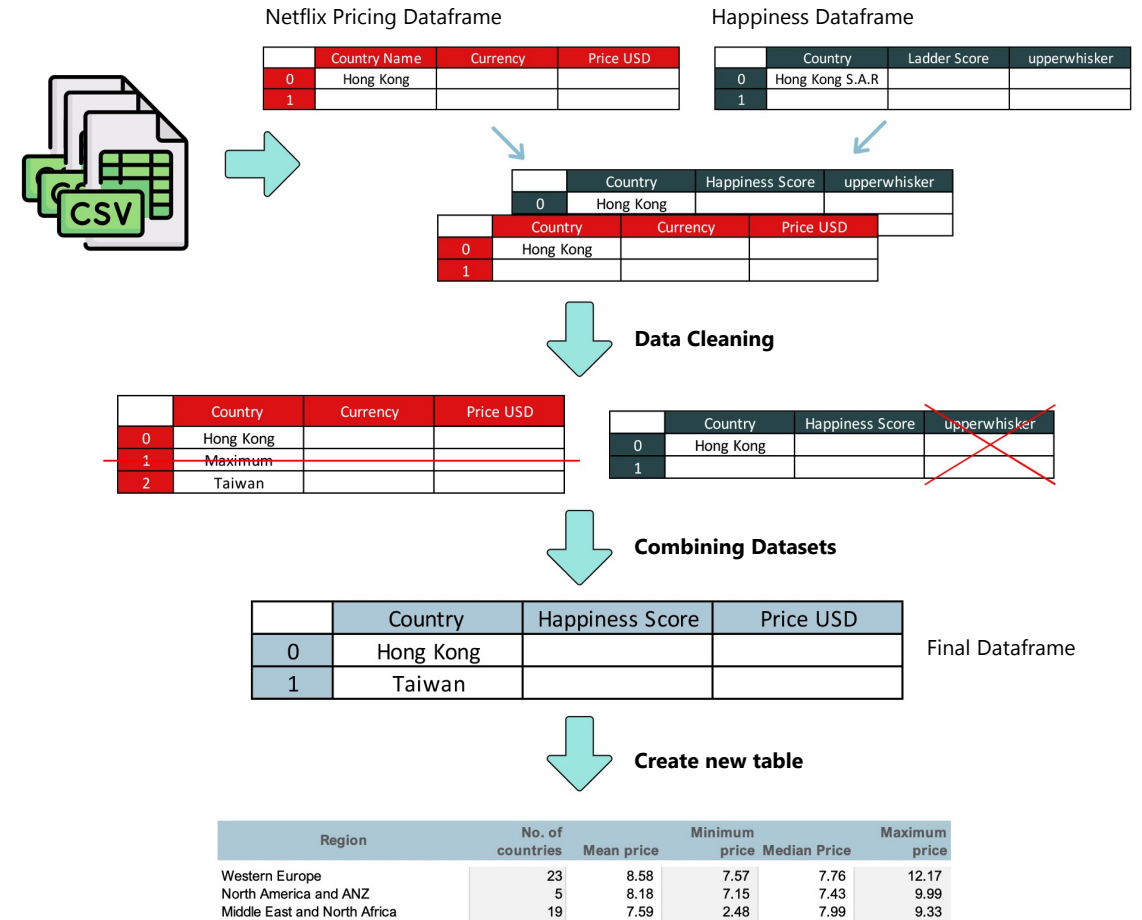 Netflix Pricing Dataframe
Happiness Dataframe
Country Name Currency Price USD
0 Hong Kong
1
Country Ladder Score upperwhisker
0 Hong Kong S.A.R
1
CSV
Country Happiness Score upperwhisker
0 Hong Kong
Country Currency Price USD
0 Hong Kong
1
Data Cleaning
Country Currency Price USD
0 Hong Kong
1 Maximum
2 Taiwan
Country Happiness Score upperwhisker
0 Hong Kong
1
Combining Datasets
Country Happiness Score Price USD
0 Hong Kong
1 Taiwan
Final Dataframe
Create new table
Region No. of countries Mean price Minimum price Median Price Maximum price
Western Europe 23 8.58 7.57 7.76 12.17
North America and ANZ 5 8.18 7.15 7.43 9.99
Middle East and North Africa 19 7.59 2.48 7.99 9.33